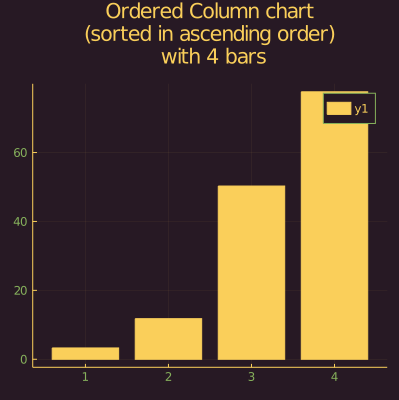 Ordered Column chart
(sorted in ascending order)
with 4 bars
y1
60
40
20
0
1 2 3 4